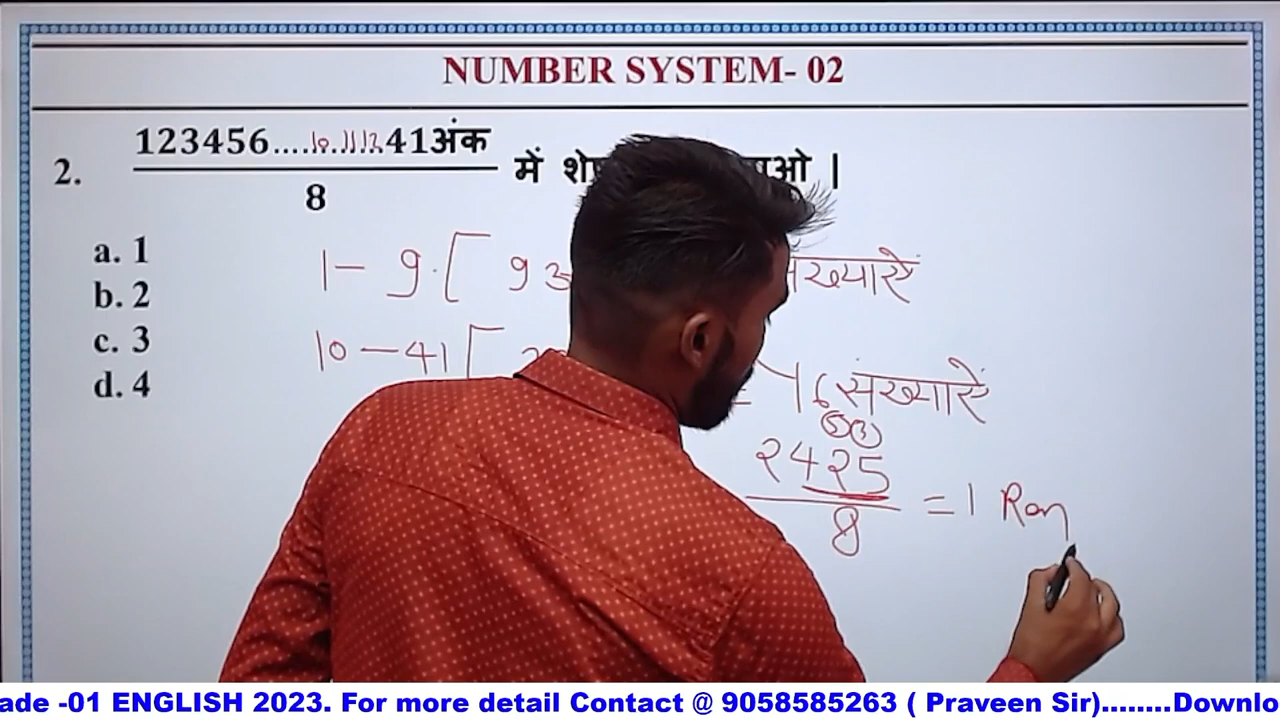 NUMBER SYSTEM- 02
2. 123456....10.11.12.41अंक
8
में
|
a. 1
b. 2
c. 3
d. 4
1 - 9. [ 9
10 - 41 [
संख्याऐं
2425
8
= 1 Rem
ade -01 ENGLISH 2023. For more detail Contact @ 9058585263 ( Praveen Sir)........Downlo